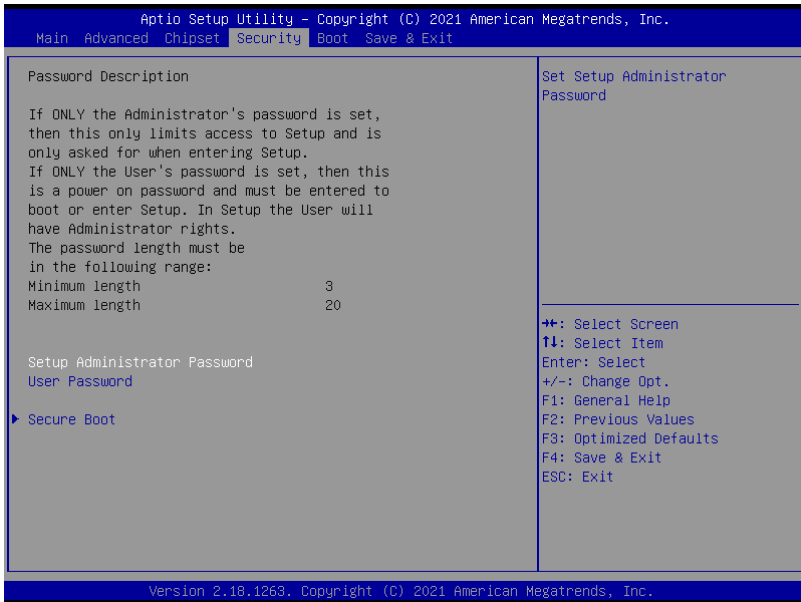 Aptio Setup Utility – Copyright (C) 2021 American Megatrends, Inc.
Main Advanced Chipset Security Boot Save & Exit
Password Description
If ONLY the Administrator's password is set,
then this only limits access to Setup and is
only asked for when entering Setup.
If ONLY the User's password is set, then this
is a power on password and must be entered to
boot or enter Setup. In Setup the User will
have Administrator rights.
The password length must be
in the following range:
Minimum length 3
Maximum length 20
Setup Administrator Password
User Password
Secure Boot
Set Setup Administrator
Password
→←: Select Screen
↑↓: Select Item
Enter: Select
+/-: Change Opt.
F1: General Help
F2: Previous Values
F3: Optimized Defaults
F4: Save & Exit
ESC: Exit
Version 2.18.1263. Copyright (C) 2021 American Megatrends, Inc.